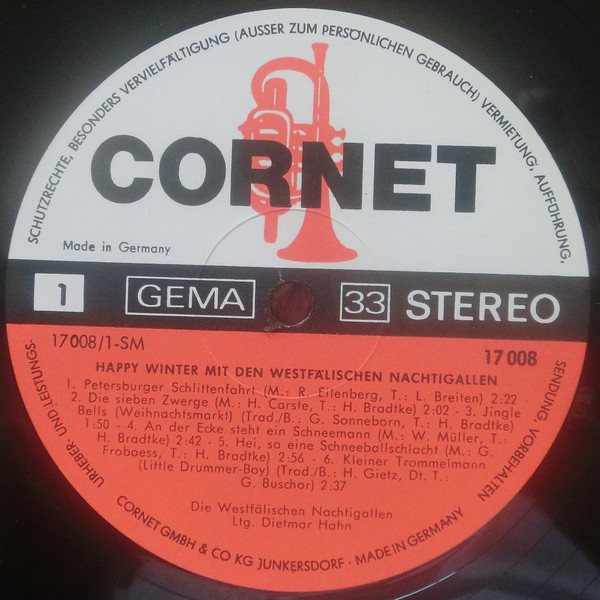 SCHUTZRECHTE, BESONDERS VERVIELFÄLTIGUNG (AUSSER ZUM PERSÖNLICHEN GEBRAUCH) VERMIETUNG, AUFFÜHRUNG,
CORNET
Made in Germany
1 GEMA 33 STEREO
17008/1-SM
17 008
HAPPY WINTER MIT DEN WESTFÄLISCHEN NACHTIGALLEN
1. Petersburger Schlittenfahrt (M.: R. Eilenberg, T.: L. Breiten) 2:22
2. Die sieben Zwerge (M.: H. Carste, T.: H. Bradtke) 2:02 - 3. Jingle
Bells (Weihnachtsmarkt) (Trad./B.: G. Sonneborn, T.: H. Bradtke)
1:50 - 4. An der Ecke steht ein Schneemann (M.: W. Müller, T.:
H. Bradtke) 2:42 - 5. Hei, so eine Schneeballschlacht (M.: G.
Froboess, T.: H. Bradtke) 2:56 - 6. Kleiner Trommelmann
(Little Drummer-Boy) (Trad./B.: H. Gietz, Dt. T.:
G. Buschor) 2:37
Die Westfälischen Nachtigallen
Ltg. Dietmar Hahn
URHEBER- UND LEISTUNGS-
SENDUNG, VORBEHALTEN
CORNET GMBH & CO KG JUNKERSDORF · MADE IN GERMANY